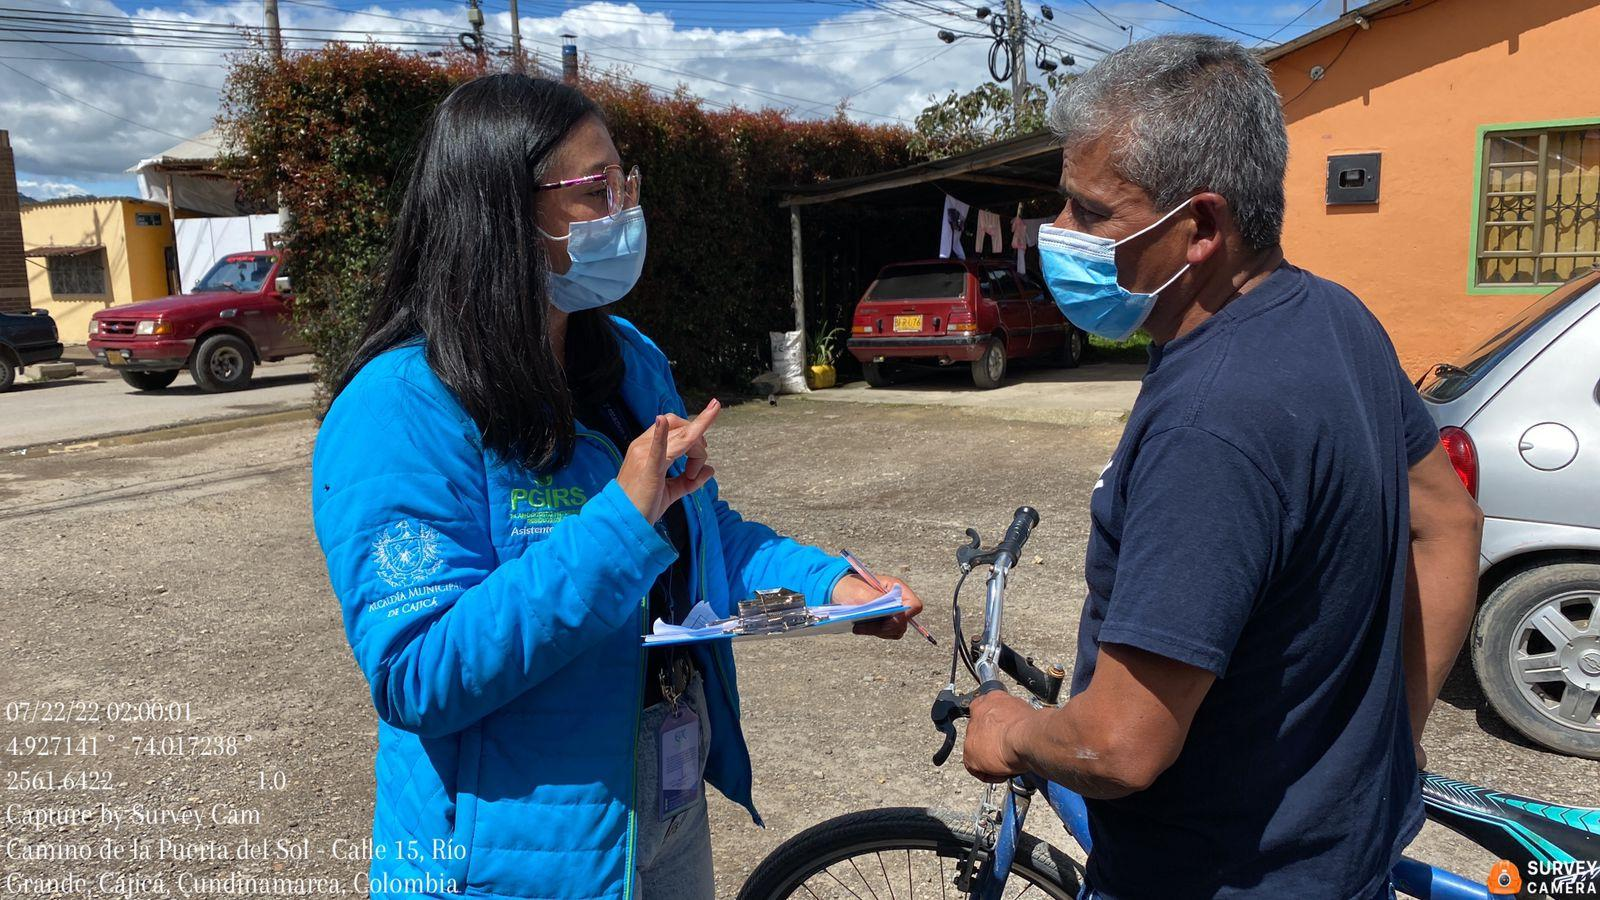 PGIRS
Asistente
ALCALDÍA MUNICIPAL
DE CAJICÁ
07/22/22 02:00:01
4.927141 ° -74.017238 °
2561.6422 1.0
Capture by Survey Cam
Camino de la Puerta del Sol - Calle 15, Río
Grande, Cajicá, Cundinamarca, Colombia
SURVEY
CAMERA